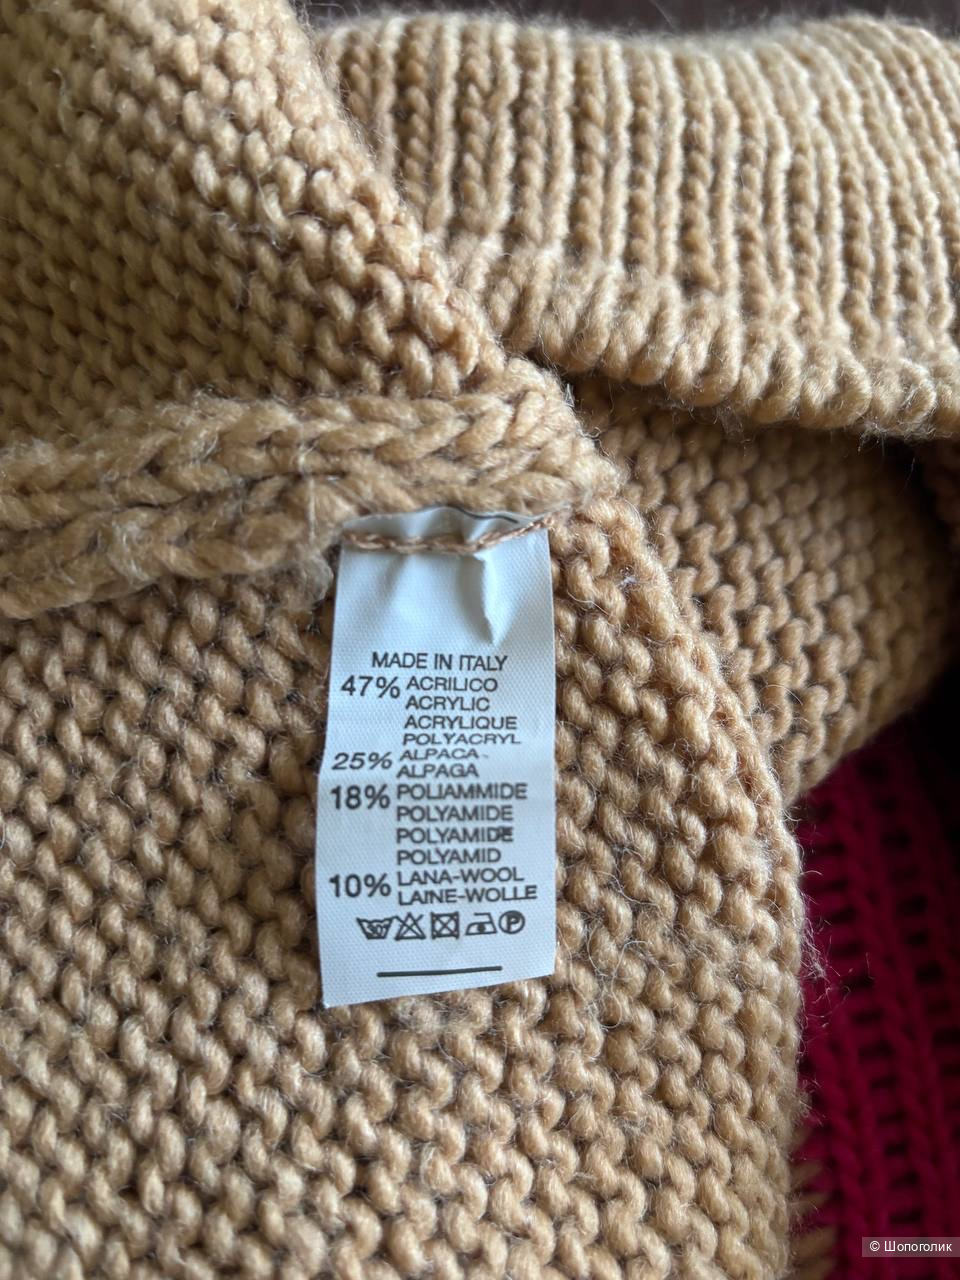 MADE IN ITALY
47% ACRILICO
ACRYLIC
ACRYLIQUE
POLYACRYL
25% ALPACA-
ALPAGA
18% POLIAMMIDE
POLYAMIDE
POLYAMIDE
POLYAMID
10% LANA-WOOL
LAINE-WOLLE
P
© Шопоголик